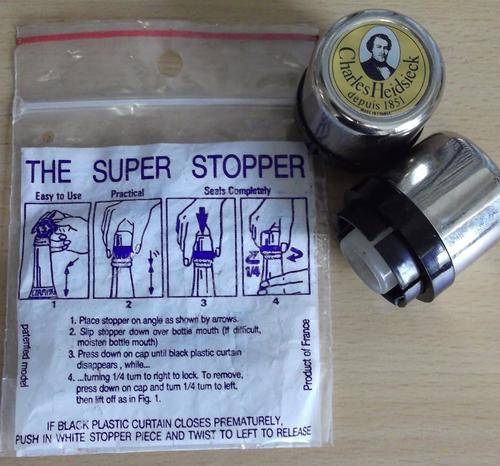 THE SUPER STOPPER
Easy to Use
Practical
Seals Completely
1/4
1
2
3
4
1. Place stopper on angle as shown by arrows.
2. Slip stopper down over bottle mouth (If difficult,
moisten bottle mouth)
3. Press down on cap until black plastic curtain
disappears, while...
4. ...turning 1/4 turn to right to lock. To remove,
press down on cap and turn 1/4 turn to left,
then lift off as in Fig. 1.
patented model
Product of France
IF BLACK PLASTIC CURTAIN CLOSES PREMATURELY,
PUSH IN WHITE STOPPER PIECE AND TWIST TO LEFT TO RELEASE
Charles Heidsieck
depuis 1851
MADE IN FRANCE